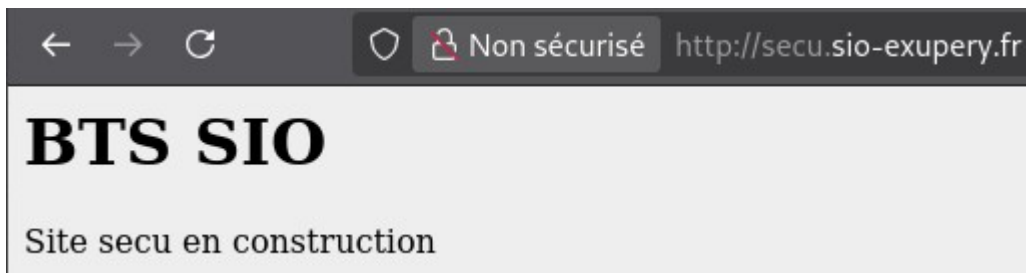 Non sécurisé http://secu.sio-exupery.fr
BTS SIO
Site secu en construction